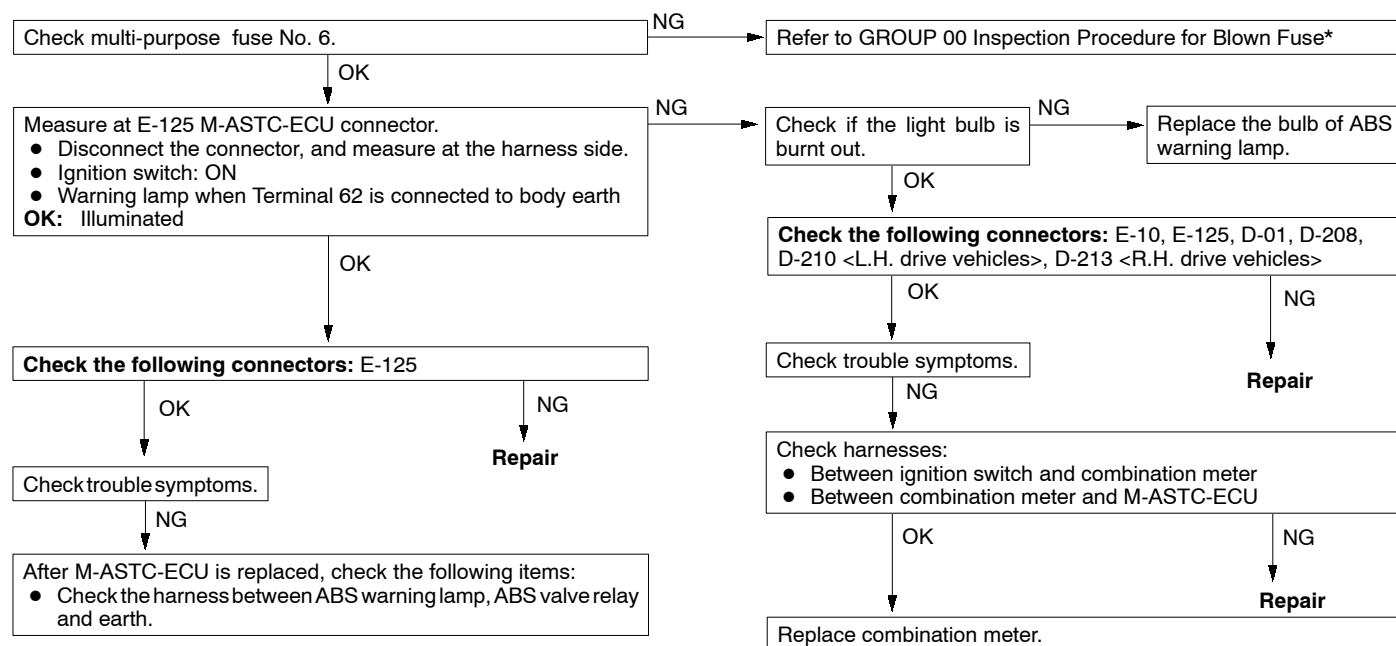 Check multi-purpose fuse No. 6.
NG
Refer to GROUP 00 Inspection Procedure for Blown Fuse*
OK
Measure at E-125 M-ASTC-ECU connector.
● Disconnect the connector, and measure at the harness side.
● Ignition switch: ON
● Warning lamp when Terminal 62 is connected to body earth
OK: Illuminated
NG
Check if the light bulb is
burnt out.
NG
Replace the bulb of ABS
warning lamp.
OK
Check the following connectors: E-10, E-125, D-01, D-208,
D-210 <L.H. drive vehicles>, D-213 <R.H. drive vehicles>
OK
NG
Check trouble symptoms.
Repair
NG
Check harnesses:
● Between ignition switch and combination meter
● Between combination meter and M-ASTC-ECU
OK
NG
Repair
Replace combination meter.
OK
Check the following connectors: E-125
OK
NG
Repair
Check trouble symptoms.
NG
After M-ASTC-ECU is replaced, check the following items:
● Check the harness between ABS warning lamp, ABS valve relay
and earth.